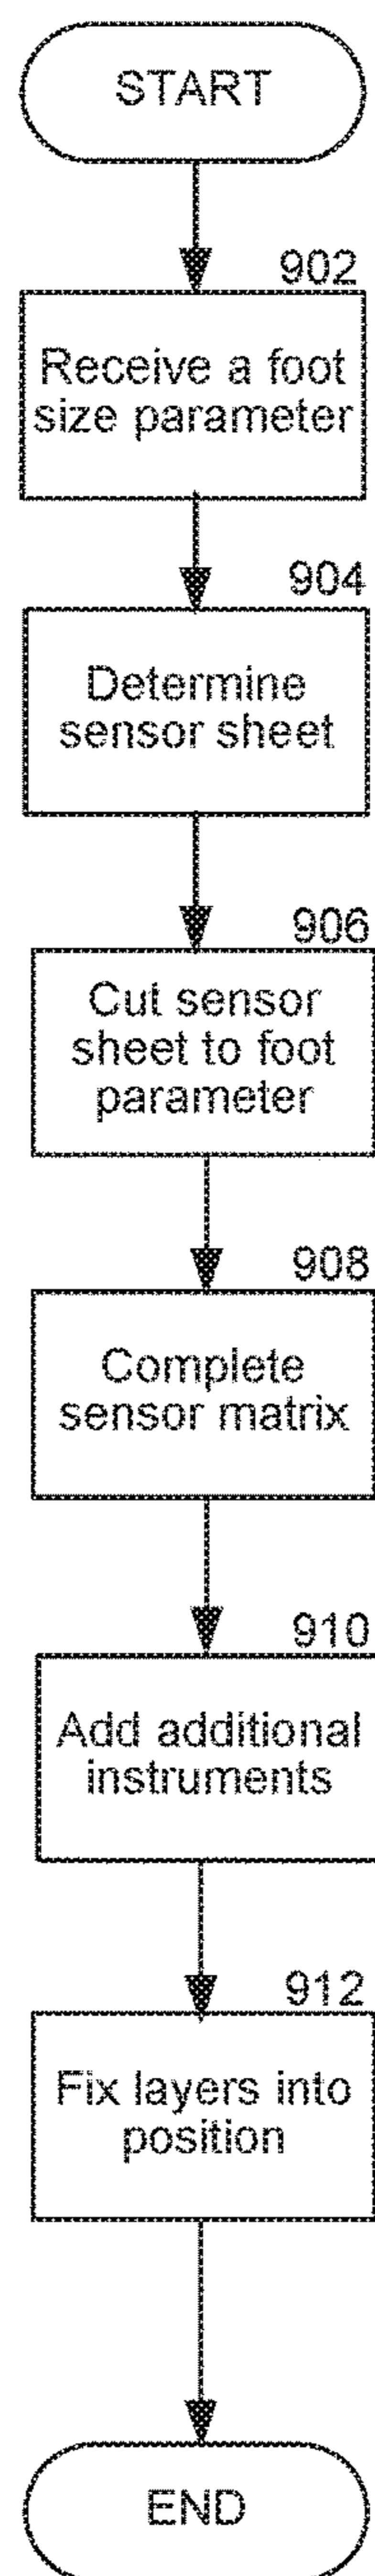 START
902
Receive a foot
size parameter
904
Determine
sensor sheet
906
Cut sensor
sheet to foot
parameter
908
Complete
sensor matrix
910
Add additional
instruments
912
Fix layers into
position
END